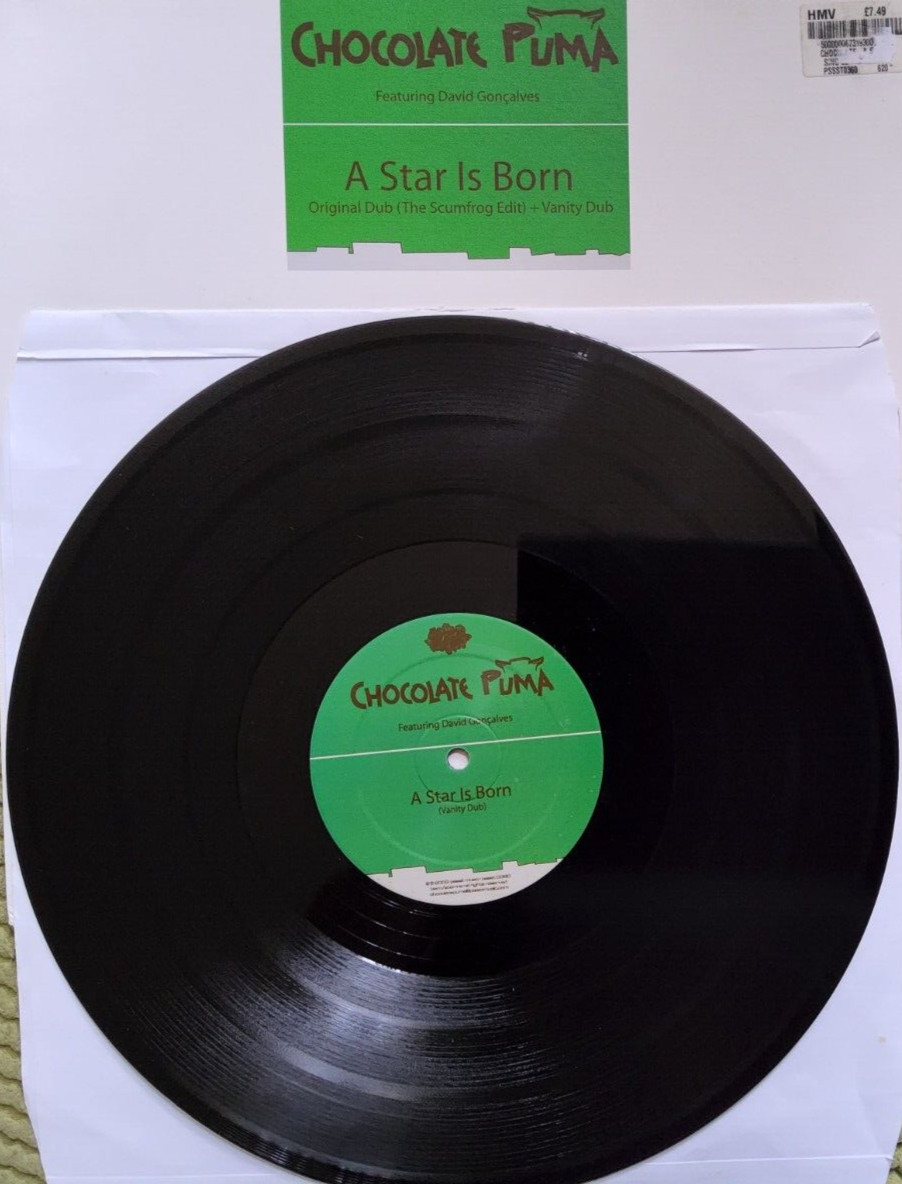 CHOCOLATE PUMA
Featuring David Gonçalves
A Star Is Born
Original Dub (The Scumfrog Edit) + Vanity Dub
HMV £7.49
CHOCOLATE PUMA
Featuring David Gonçalves
A Star Is Born
(Vanity Dub)